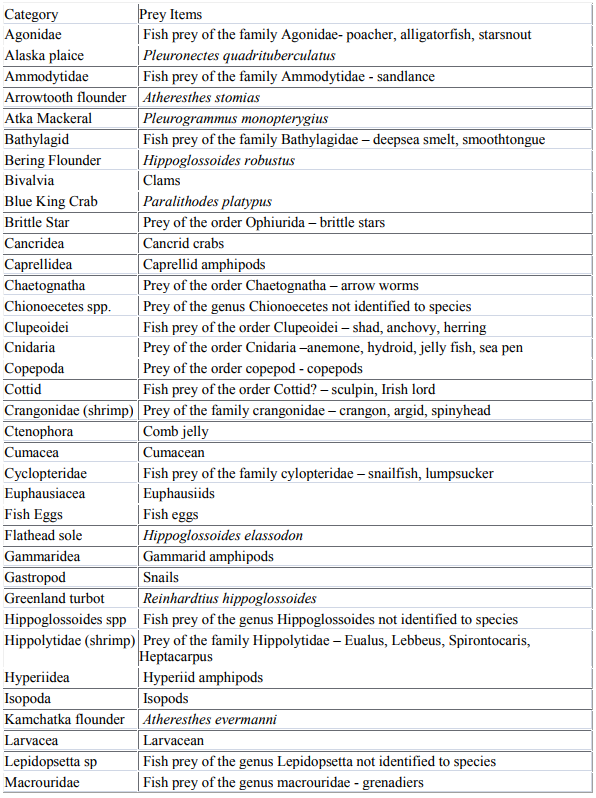 Category Prey Items
Agonidae Fish prey of the family Agonidae- poacher, alligatorfish, starsnout
Alaska plaice Pleuronectes quadrituberculatus
Ammodytidae Fish prey of the family Ammodytidae - sandlance
Arrowtooth flounder Atheresthes stomias
Atka Mackeral Pleurogrammus monopterygius
Bathylagid Fish prey of the family Bathylagidae – deepsea smelt, smoothtongue
Bering Flounder Hippoglossoides robustus
Bivalvia Clams
Blue King Crab Paralithodes platypus
Brittle Star Prey of the order Ophiurida – brittle stars
Cancridea Cancrid crabs
Caprellidea Caprellid amphipods
Chaetognatha Prey of the order Chaetognatha – arrow worms
Chionoecetes spp. Prey of the genus Chionoecetes not identified to species
Clupeoidei Fish prey of the order Clupeoidei – shad, anchovy, herring
Cnidaria Prey of the order Cnidaria –anemone, hydroid, jelly fish, sea pen
Copepoda Prey of the order copepod - copepods
Cottid Fish prey of the order Cottid? – sculpin, Irish lord
Crangonidae (shrimp) Prey of the family crangonidae – crangon, argid, spinyhead
Ctenophora Comb jelly
Cumacea Cumacean
Cyclopteridae Fish prey of the family cylopteridae – snailfish, lumpsucker
Euphausiacea Euphausiids
Fish Eggs Fish eggs
Flathead sole Hippoglossoides elassodon
Gammaridea Gammarid amphipods
Gastropod Snails
Greenland turbot Reinhardtius hippoglossoides
Hippoglossoides spp Fish prey of the genus Hippoglossoides not identified to species
Hippolytidae (shrimp) Prey of the family Hippolytidae – Eualus, Lebbeus, Spirontocaris,
Heptacarpus
Hyperiidea Hyperiid amphipods
Isopoda Isopods
Kamchatka flounder Atheresthes evermanni
Larvacea Larvacean
Lepidopsetta sp Fish prey of the genus Lepidopsetta not identified to species
Macrouridae Fish prey of the genus macrouridae - grenadiers